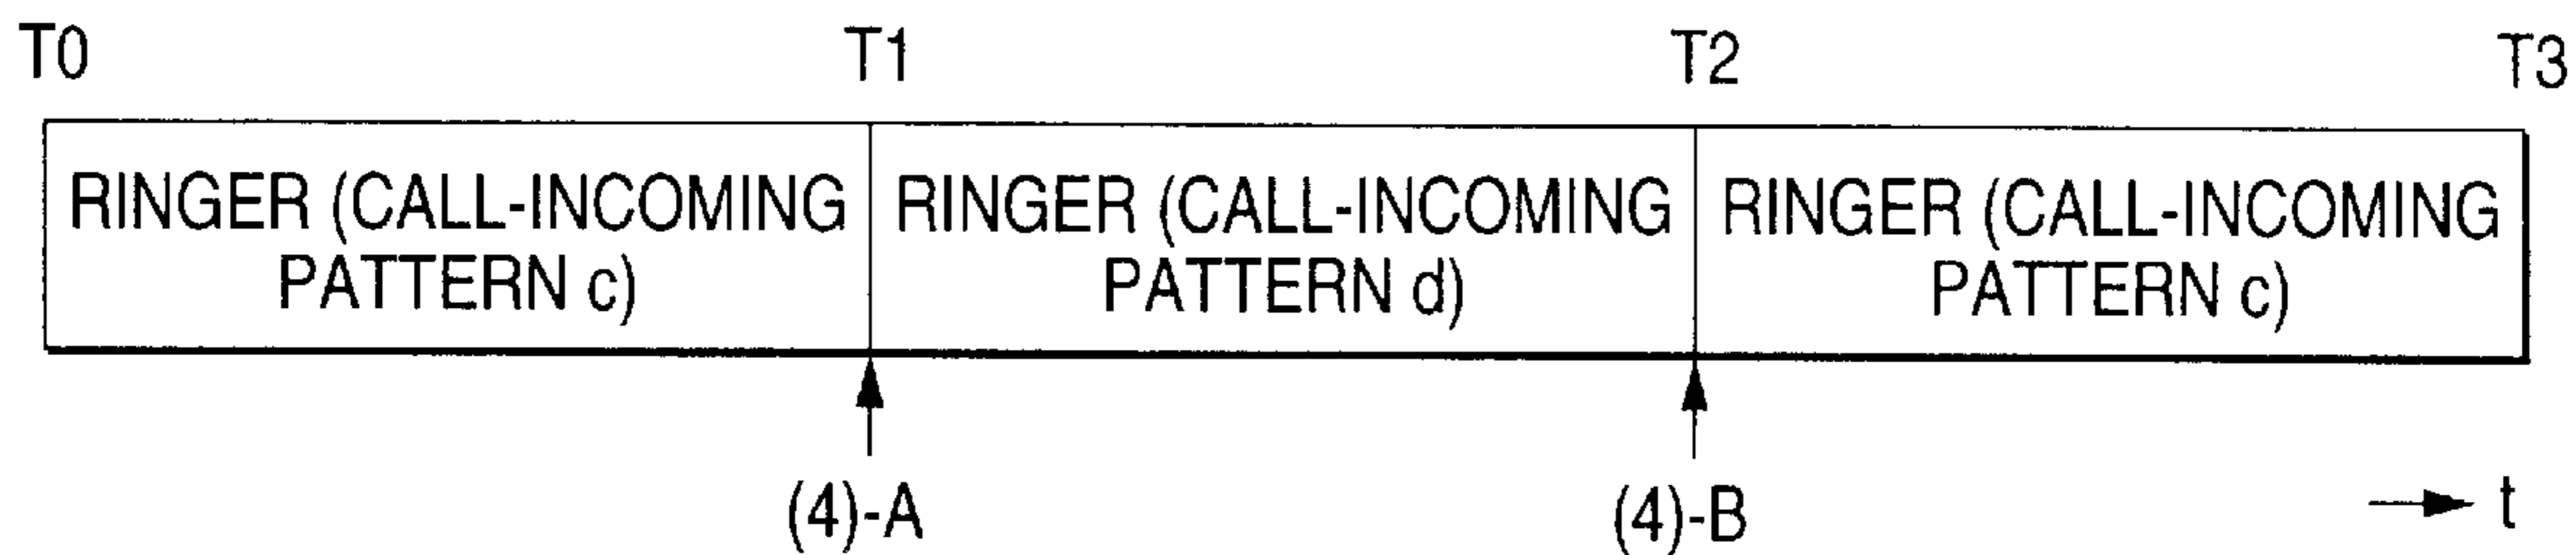 T0 T1 T2 T3
RINGER (CALL-INCOMING PATTERN c)
RINGER (CALL-INCOMING PATTERN d)
RINGER (CALL-INCOMING PATTERN c)
(4)-A (4)-B t